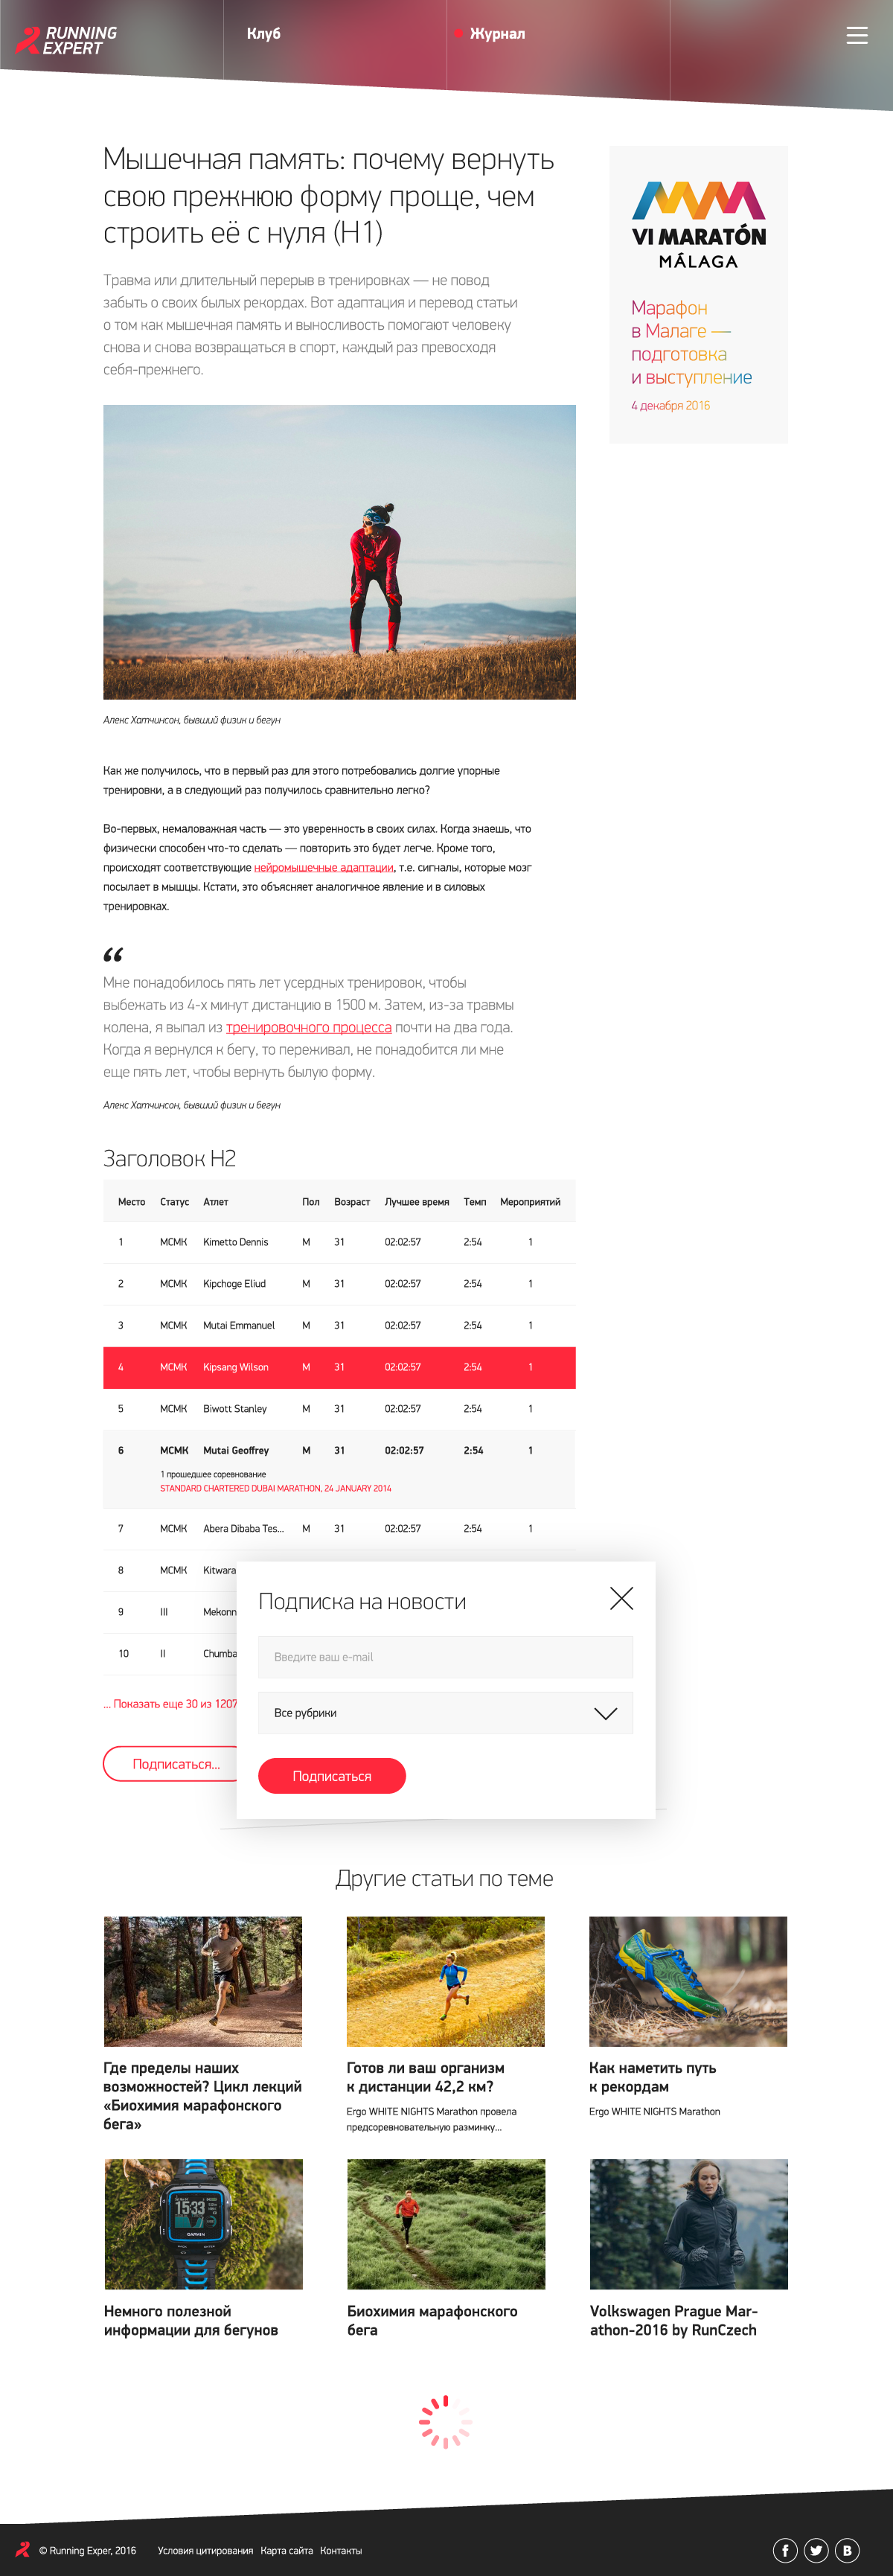 RUNNING
EXPERT
Клуб
Журнал
Мышечная память: почему вернуть
свою прежнюю форму проще, чем
строить её с нуля (H1)
Травма или длительный перерыв в тренировках — не повод
забыть о своих былых рекордах. Вот адаптация и перевод статьи
о том как мышечная память и выносливость помогают человеку
снова и снова возвращаться в спорт, каждый раз превосходя
себя-прежнего.
VI MARATÓN
MÁLAGA
Марафон
в Малаге —
подготовка
и выступление
4 декабря 2016
Алекс Хатчинсон, бывший физик и бегун
Как же получилось, что в первый раз для этого потребовались долгие упорные
тренировки, а в следующий раз получилось сравнительно легко?
Во-первых, немаловажная часть — это уверенность в своих силах. Когда знаешь, что
физически способен что-то сделать — повторить это будет легче. Кроме того,
происходят соответствующие нейромышечные адаптации, т.е. сигналы, которые мозг
посылает в мышцы. Кстати, это объясняет аналогичное явление и в силовых
тренировках.
“
Мне понадобилось пять лет усердных тренировок, чтобы
выбежать из 4-х минут дистанцию в 1500 м. Затем, из-за травмы
колена, я выпал из тренировочного процесса почти на два года.
Когда я вернулся к бегу, то переживал, не понадобится ли мне
еще пять лет, чтобы вернуть былую форму.
Алекс Хатчинсон, бывший физик и бегун
Заголовок H2
Место Статус Атлет Пол Возраст Лучшее время Темп Мероприятий
1 МСМК Kimetto Dennis М 31 02:02:57 2:54 1
2 МСМК Kipchoge Eliud М 31 02:02:57 2:54 1
3 МСМК Mutai Emmanuel М 31 02:02:57 2:54 1
4 МСМК Kipsang Wilson М 31 02:02:57 2:54 1
5 МСМК Biwott Stanley М 31 02:02:57 2:54 1
6 МСМК Mutai Geoffrey М 31 02:02:57 2:54 1
1 прошедшее соревнование
STANDARD CHARTERED DUBAI MARATHON, 24 JANUARY 2014
7 МСМК Abera Dibaba Tes... М 31 02:02:57 2:54 1
8 МСМК Kitwara
9 III Mekonn
10 II Chumba
... Показать еще 30 из 1207
Подписаться...
Подписка на новости
Введите ваш e-mail
Все рубрики
Подписаться
Другие статьи по теме
Где пределы наших
возможностей? Цикл лекций
«Биохимия марафонского
бега»
Готов ли ваш организм
к дистанции 42,2 км?
Ergo WHITE NIGHTS Marathon провела
предсоревновательную разминку...
Как наметить путь
к рекордам
Ergo WHITE NIGHTS Marathon
15:33
GARMIN
Немного полезной
информации для бегунов
Биохимия марафонского
бега
Volkswagen Prague Mar-
athon-2016 by RunCzech
© Running Exper, 2016 Условия цитирования Карта сайта Контакты